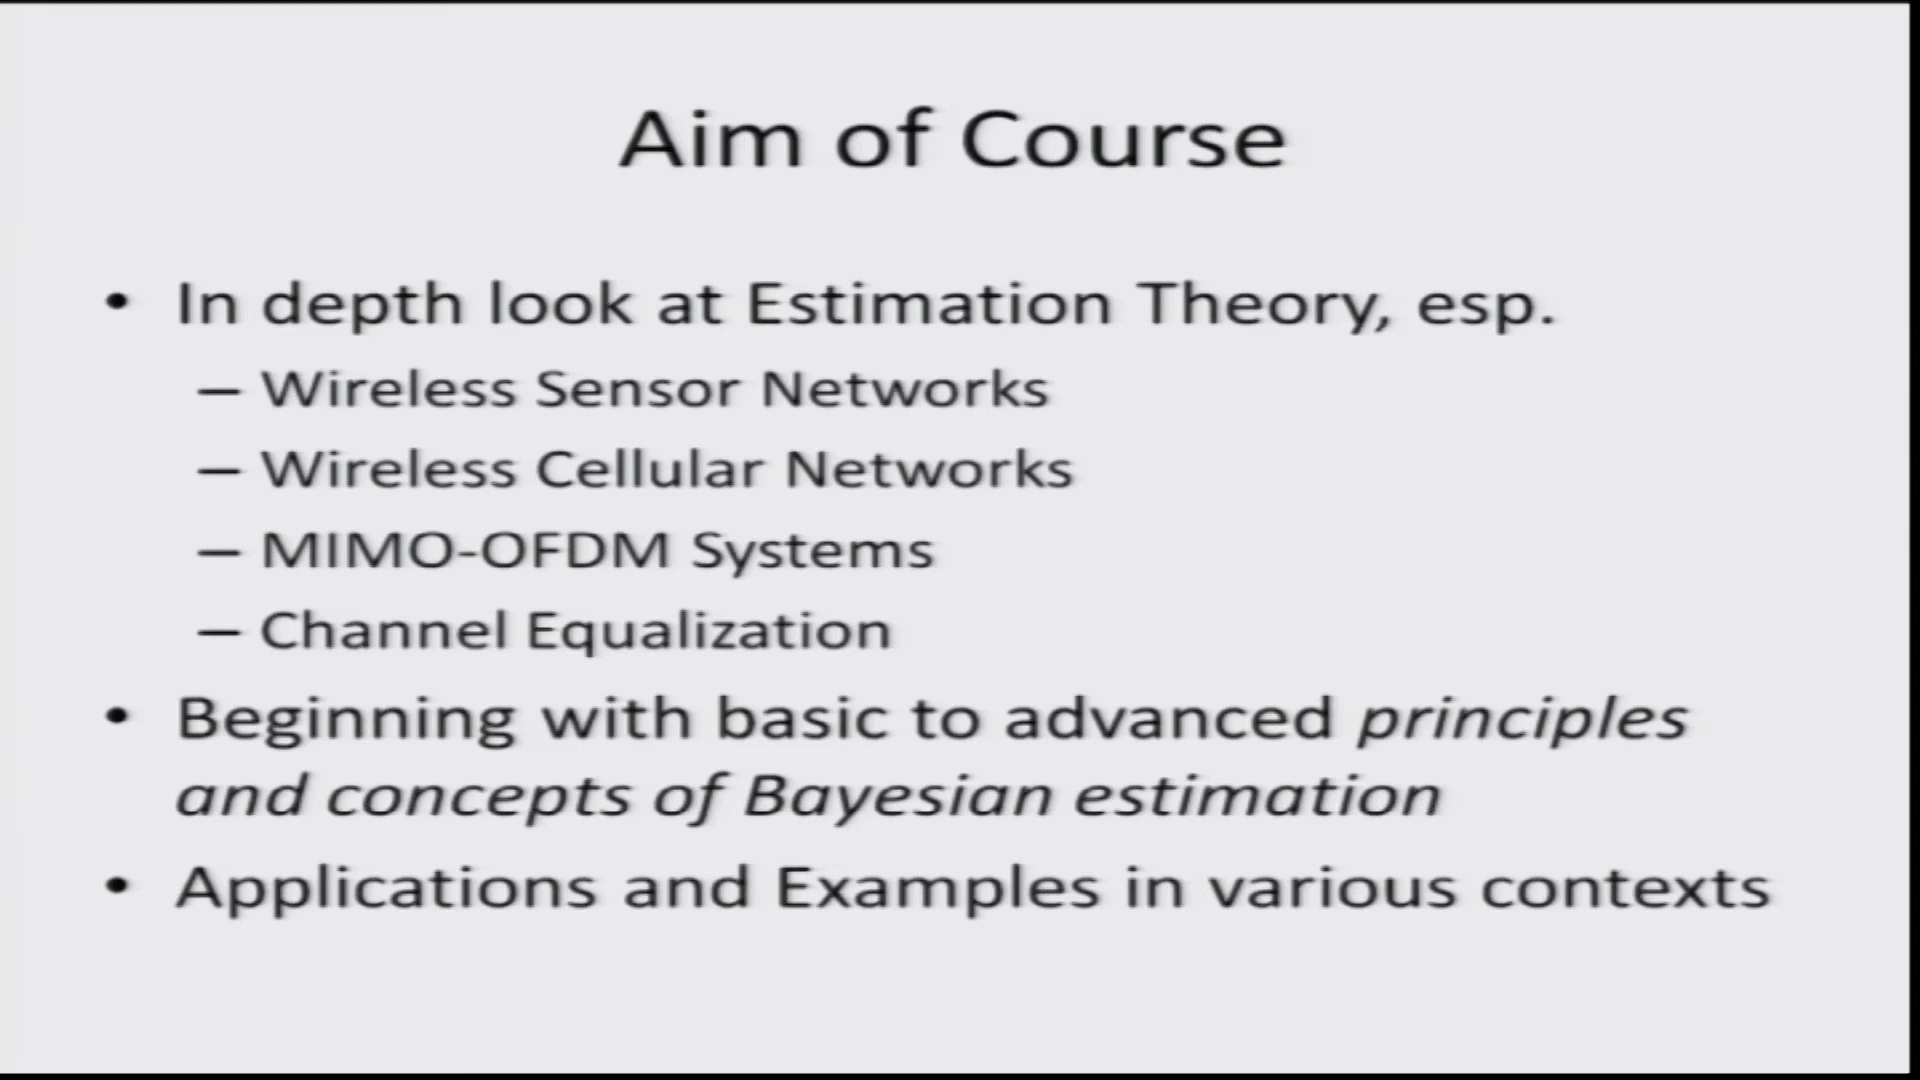 Aim of Course
• In depth look at Estimation Theory, esp.
– Wireless Sensor Networks
– Wireless Cellular Networks
– MIMO-OFDM Systems
– Channel Equalization
• Beginning with basic to advanced principles
and concepts of Bayesian estimation
• Applications and Examples in various contexts